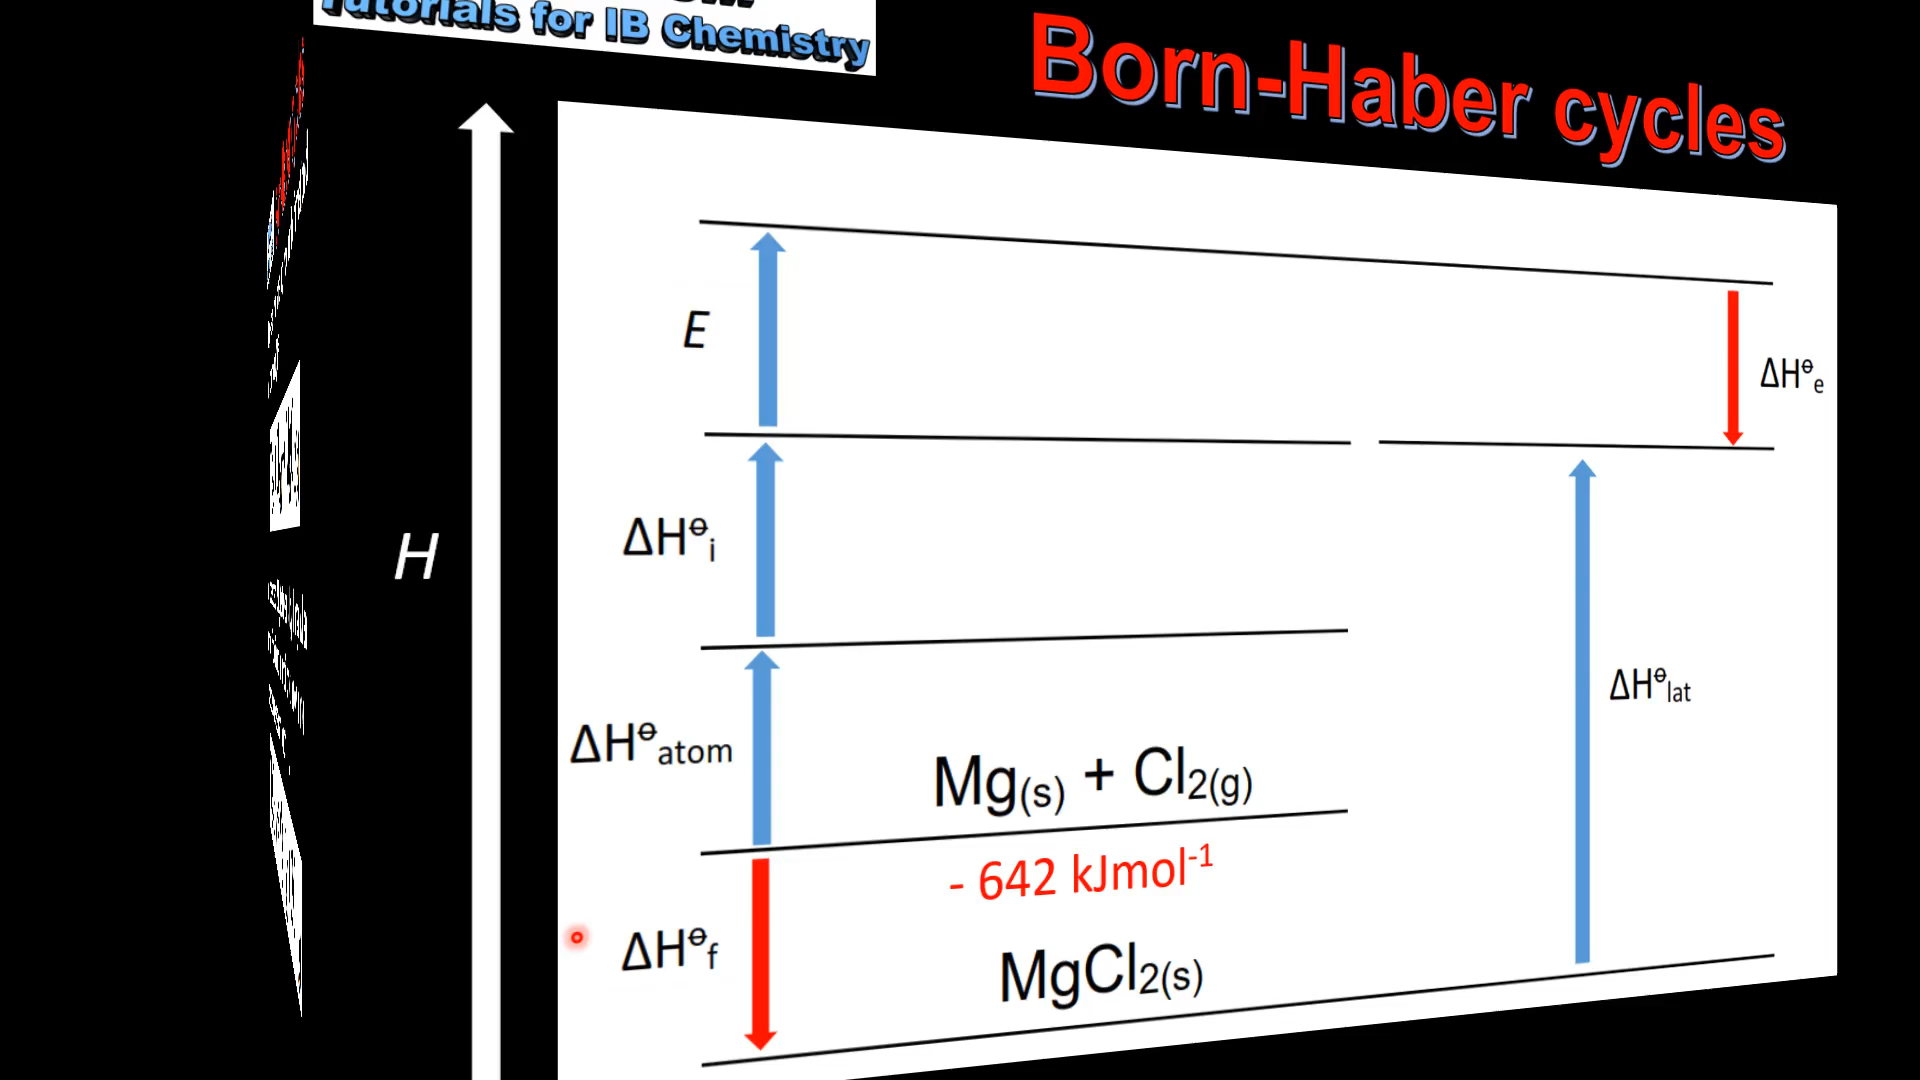 Tutorials for IB Chemistry
Born-Haber cycles
E
ΔH⦵e
ΔH⦵i
H
ΔH⦵lat
ΔH⦵atom
Mg(s) + Cl2(g)
- 642 kJmol-1
ΔH⦵f
MgCl2(s)